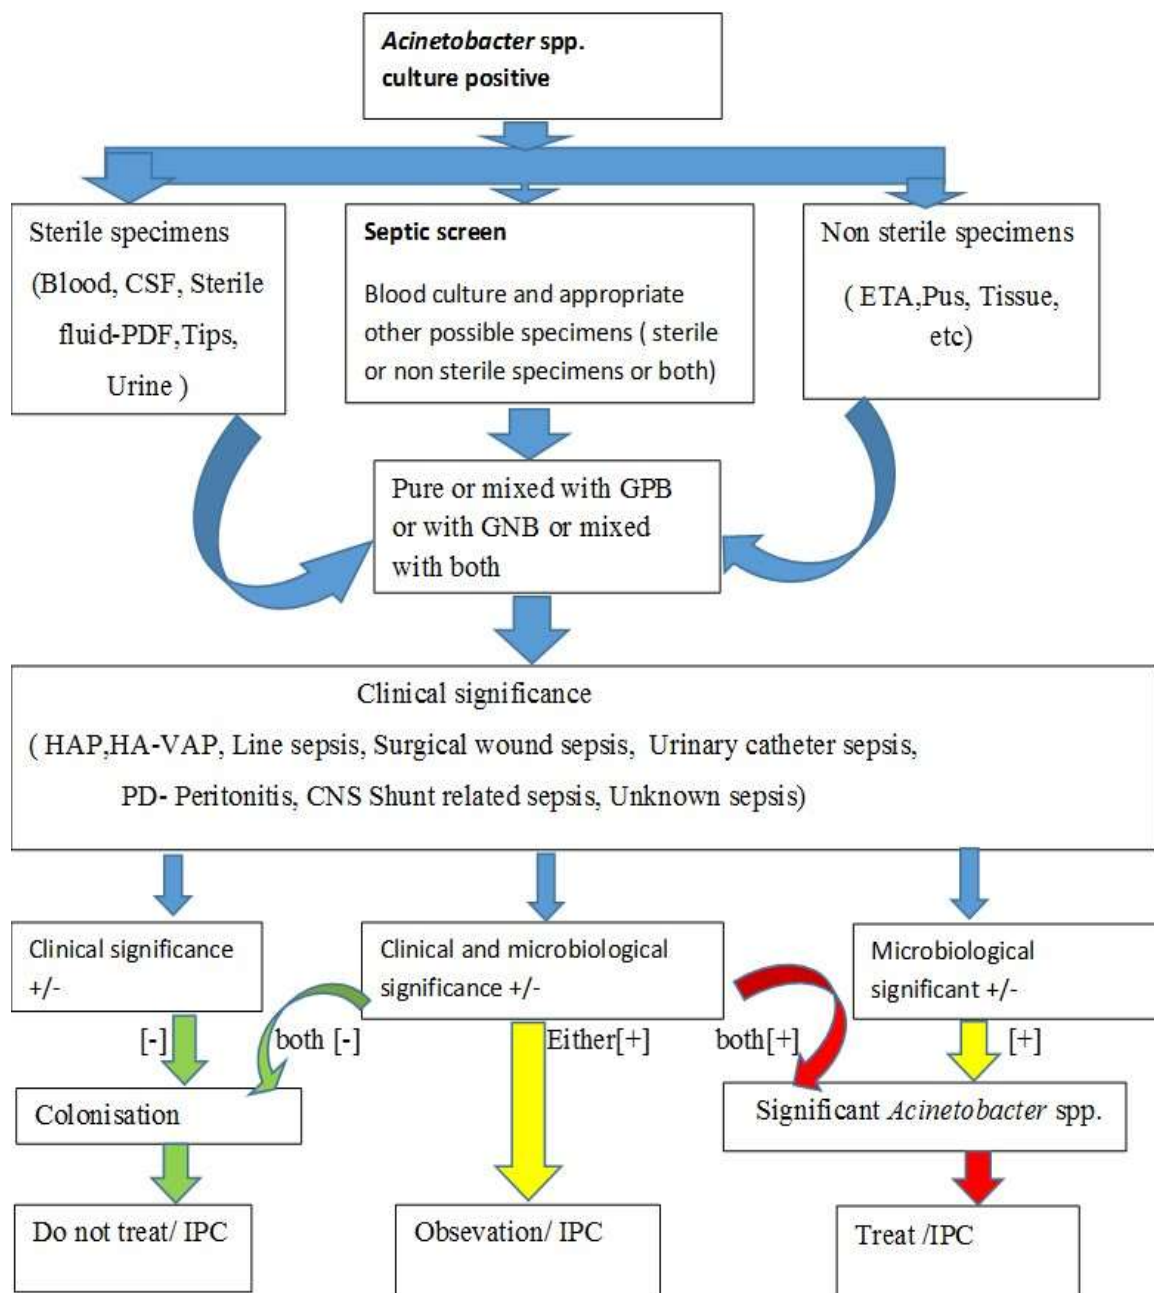 Acinetobacter spp.
culture positive
Sterile specimens
(Blood, CSF, Sterile
fluid-PDF,Tips,
Urine )
Septic screen
Blood culture and appropriate
other possible specimens ( sterile
or non sterile specimens or both)
Non sterile specimens
( ETA,Pus, Tissue,
etc)
Pure or mixed with GPB
or with GNB or mixed
with both
Clinical significance
( HAP,HA-VAP, Line sepsis, Surgical wound sepsis, Urinary catheter sepsis,
PD- Peritonitis, CNS Shunt related sepsis, Unknown sepsis)
Clinical significance
+/-
Clinical and microbiological
significance +/-
Microbiological
significant +/-
[-]
both [-]
Either[+]
both[+]
[+]
Colonisation
Significant Acinetobacter spp.
Do not treat/ IPC
Obsevation/ IPC
Treat /IPC